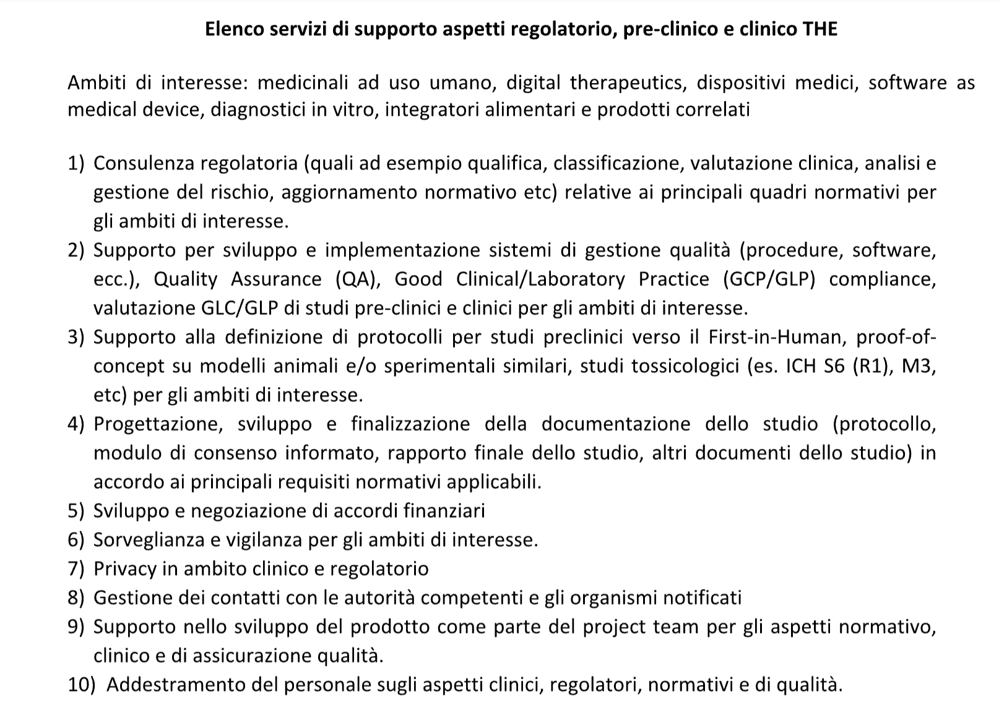 Elenco servizi di supporto aspetti regolatorio, pre-clinico e clinico THE
Ambiti di interesse: medicinali ad uso umano, digital therapeutics, dispositivi medici, software as
medical device, diagnostici in vitro, integratori alimentari e prodotti correlati
1) Consulenza regolatoria (quali ad esempio qualifica, classificazione, valutazione clinica, analisi e
gestione del rischio, aggiornamento normativo etc) relative ai principali quadri normativi per
gli ambiti di interesse.
2) Supporto per sviluppo e implementazione sistemi di gestione qualità (procedure, software,
ecc.), Quality Assurance (QA), Good Clinical/Laboratory Practice (GCP/GLP) compliance,
valutazione GLC/GLP di studi pre-clinici e clinici per gli ambiti di interesse.
3) Supporto alla definizione di protocolli per studi preclinici verso il First-in-Human, proof-of-
concept su modelli animali e/o sperimentali similari, studi tossicologici (es. ICH S6 (R1), M3,
etc) per gli ambiti di interesse.
4) Progettazione, sviluppo e finalizzazione della documentazione dello studio (protocollo,
modulo di consenso informato, rapporto finale dello studio, altri documenti dello studio) in
accordo ai principali requisiti normativi applicabili.
5) Sviluppo e negoziazione di accordi finanziari
6) Sorveglianza e vigilanza per gli ambiti di interesse.
7) Privacy in ambito clinico e regolatorio
8) Gestione dei contatti con le autorità competenti e gli organismi notificati
9) Supporto nello sviluppo del prodotto come parte del project team per gli aspetti normativo,
clinico e di assicurazione qualità.
10) Addestramento del personale sugli aspetti clinici, regolatori, normativi e di qualità.